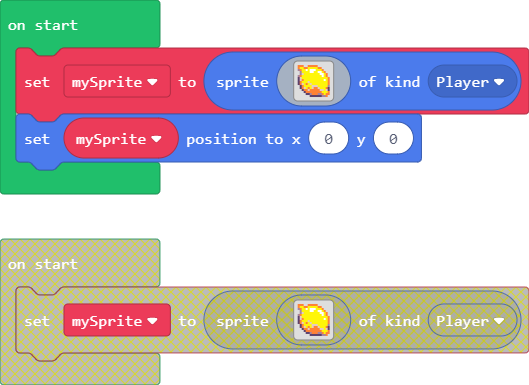 on start
set mySprite to sprite of kind Player
set mySprite position to x 0 y 0
on start
set mySprite to sprite of kind Player